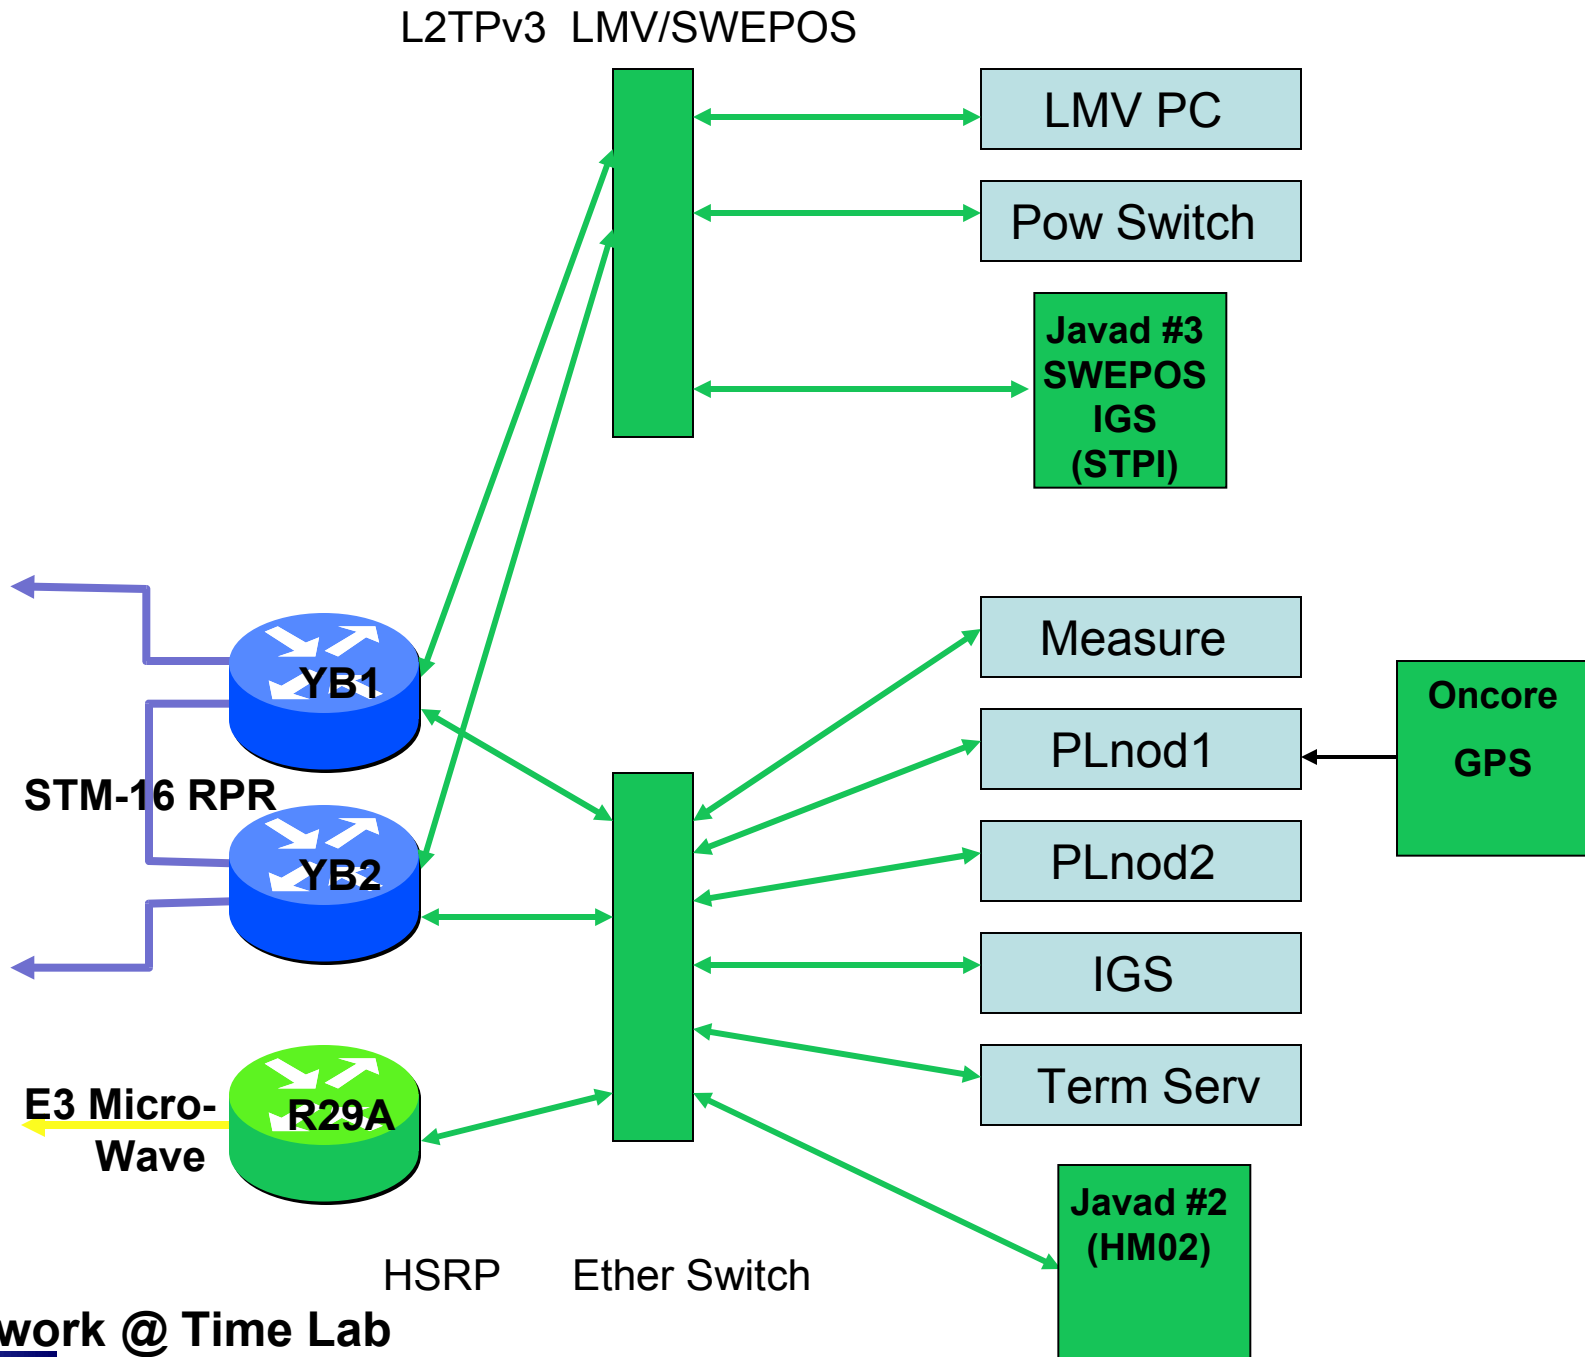 L2TPv3 LMV/SWEPOS
LMV PC
Pow Switch
Javad #3
SWEPOS
IGS
(STPI)
Measure
Oncore
GPS
YB1
PLnod1
STM-16 RPR
YB2
PLnod2
IGS
E3 Micro-
Wave
R29A
Term Serv
Javad #2
(HM02)
HSRP Ether Switch
work @ Time Lab